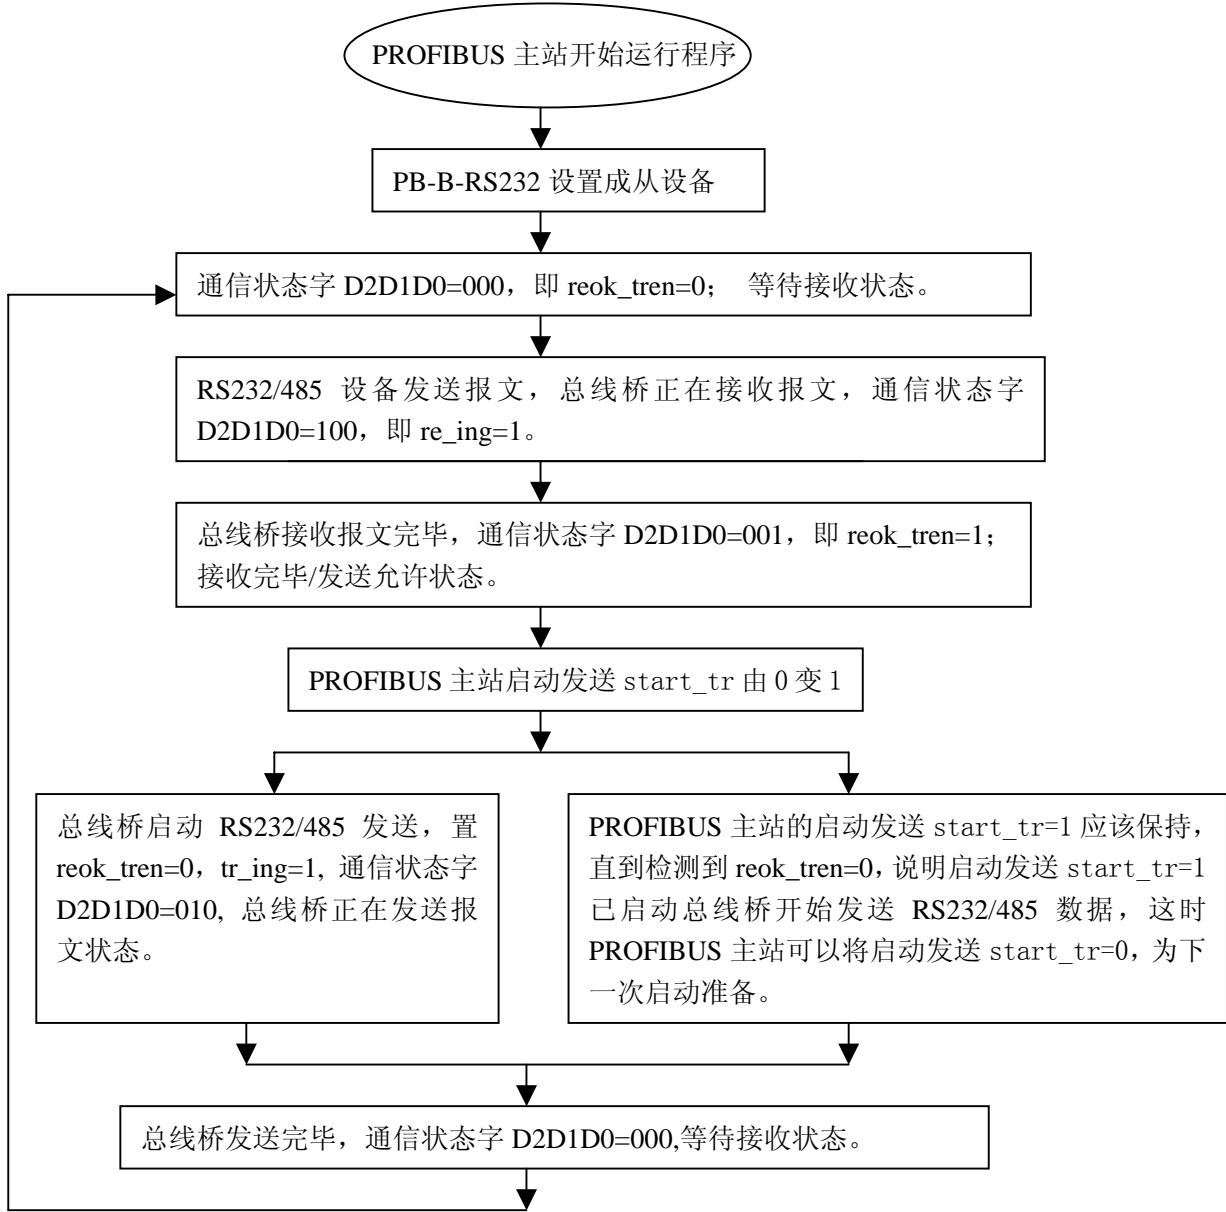 PROFIBUS 主站开始运行程序
PB-B-RS232 设置成从设备
通信状态字 D2D1D0=000，即 reok_tren=0； 等待接收状态。
RS232/485 设备发送报文，总线桥正在接收报文，通信状态字
D2D1D0=100，即 re_ing=1。
总线桥接收报文完毕，通信状态字 D2D1D0=001，即 reok_tren=1；
接收完毕/发送允许状态。
PROFIBUS 主站启动发送 start_tr 由 0 变 1
总线桥启动 RS232/485 发送，置
reok_tren=0，tr_ing=1, 通信状态字
D2D1D0=010, 总线桥正在发送报
文状态。
PROFIBUS 主站的启动发送 start_tr=1 应该保持，
直到检测到 reok_tren=0，说明启动发送 start_tr=1
已启动总线桥开始发送 RS232/485 数据，这时
PROFIBUS 主站可以将启动发送 start_tr=0，为下
一次启动准备。
总线桥发送完毕，通信状态字 D2D1D0=000,等待接收状态。